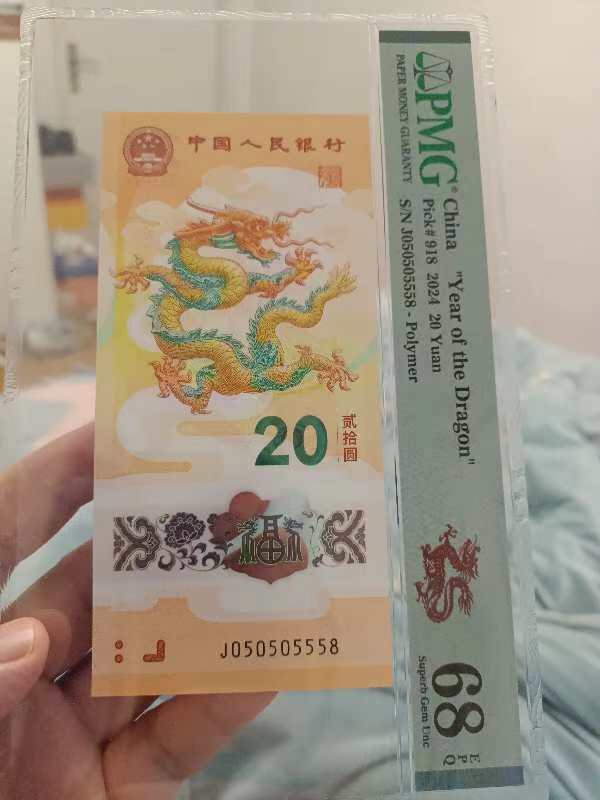 中国人民银行
20
贰拾圆
J050505558
PMG®
PAPER MONEY GUARANTY
China "Year of the Dragon"
Pick# 918 2024 20 Yuan
S/N J050505558 - Polymer
68
EPQ
Superb Gem Unc